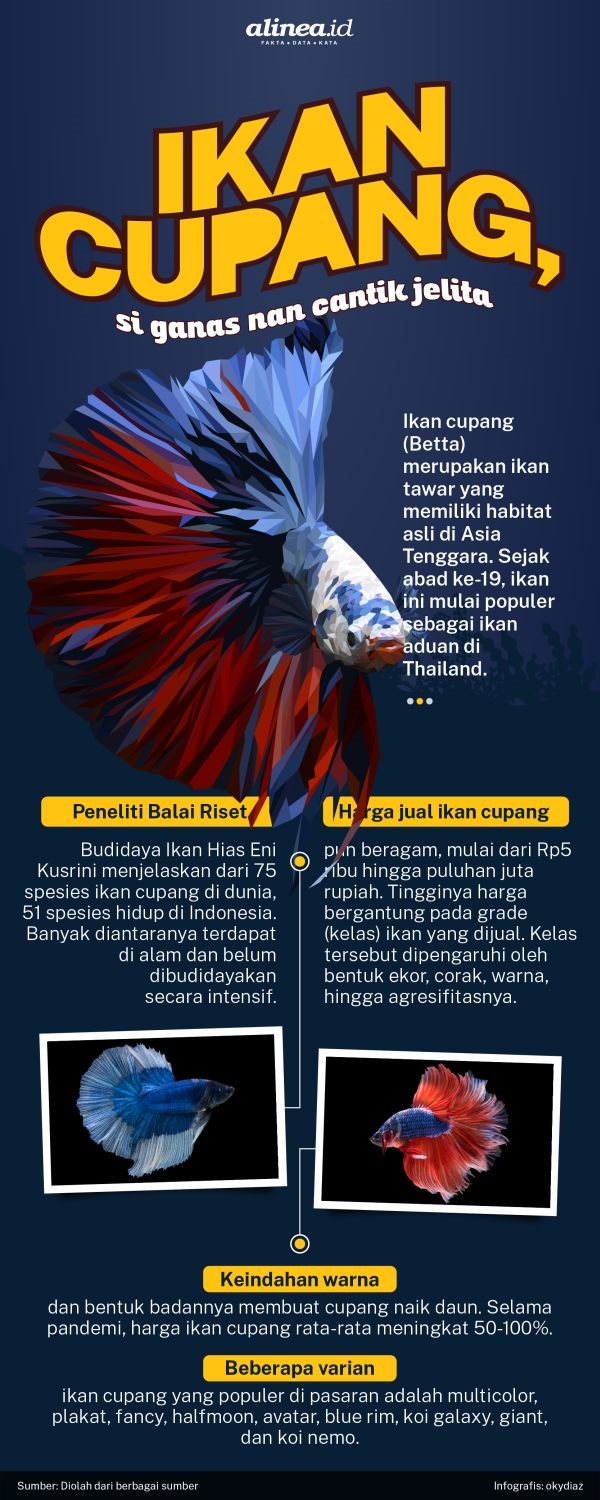 alinea.id
FAKTA • DATA • KATA
IKAN
CUPANG,
si ganas nan cantik jelita
Ikan cupang
(Betta)
merupakan ikan
tawar yang
memiliki habitat
asli di Asia
Tenggara. Sejak
abad ke-19, ikan
ini mulai populer
sebagai ikan
aduan di
Thailand.
Peneliti Balai Riset
Budidaya Ikan Hias Eni
Kusrini menjelaskan dari 75
spesies ikan cupang di dunia,
51 spesies hidup di Indonesia.
Banyak diantaranya terdapat
di alam dan belum
dibudidayakan
secara intensif.
Harga jual ikan cupang
pun beragam, mulai dari Rp5
ribu hingga puluhan juta
rupiah. Tingginya harga
bergantung pada grade
(kelas) ikan yang dijual. Kelas
tersebut dipengaruhi oleh
bentuk ekor, corak, warna,
hingga agresifitasnya.
Keindahan warna
dan bentuk badannya membuat cupang naik daun. Selama
pandemi, harga ikan cupang rata-rata meningkat 50-100%.
Beberapa varian
ikan cupang yang populer di pasaran adalah multicolor,
plakat, fancy, halfmoon, avatar, blue rim, koi galaxy, giant,
dan koi nemo.
Sumber: Diolah dari berbagai sumber
Infografis: okydiaz